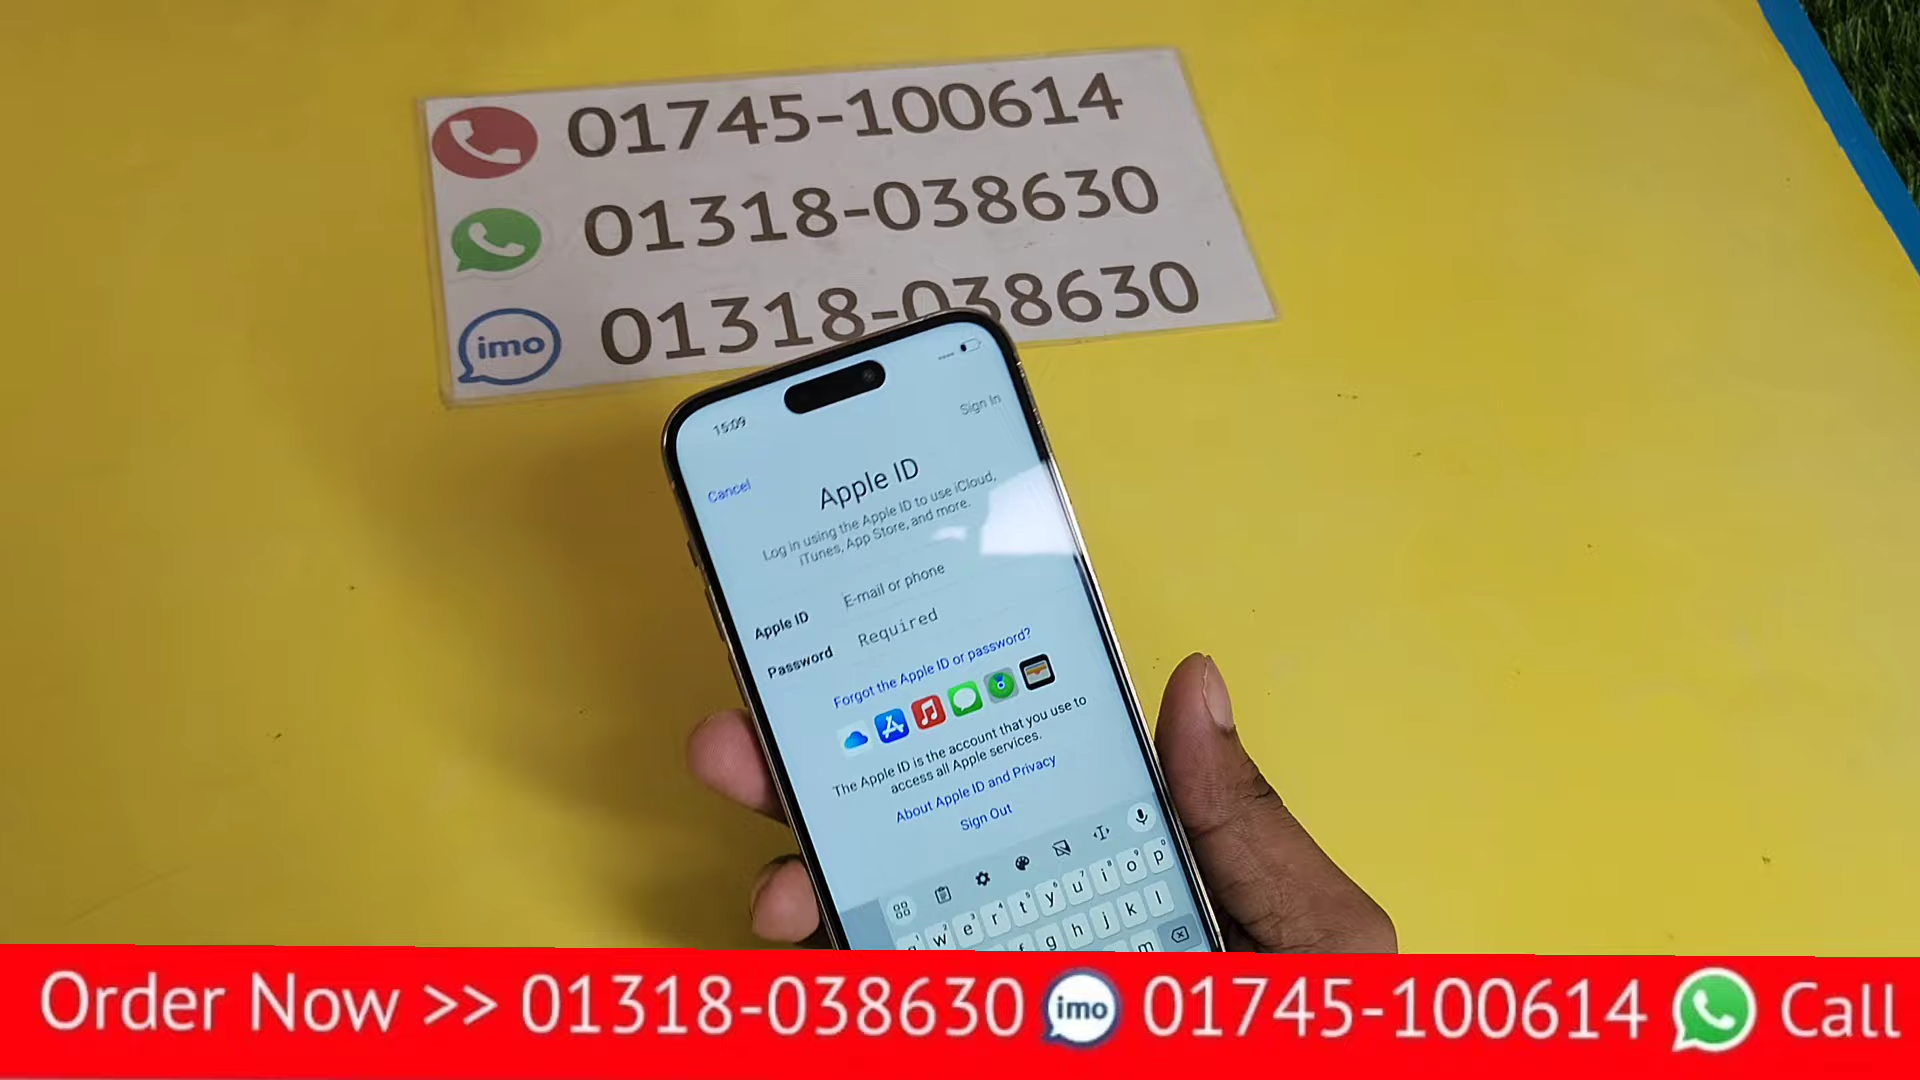 01745-100614
01318-038630
imo 01318-038630
15:09
Sign In
Cancel
Apple ID
Log in using the Apple ID to use iCloud,
iTunes, App Store, and more.
Apple ID E-mail or phone
Password Required
Forgot the Apple ID or password?
The Apple ID is the account that you use to
access all Apple services.
About Apple ID and Privacy
Sign Out
w e r t y u i o p
g h j k l
m
Order Now >> 01318-038630 imo 01745-100614 Call